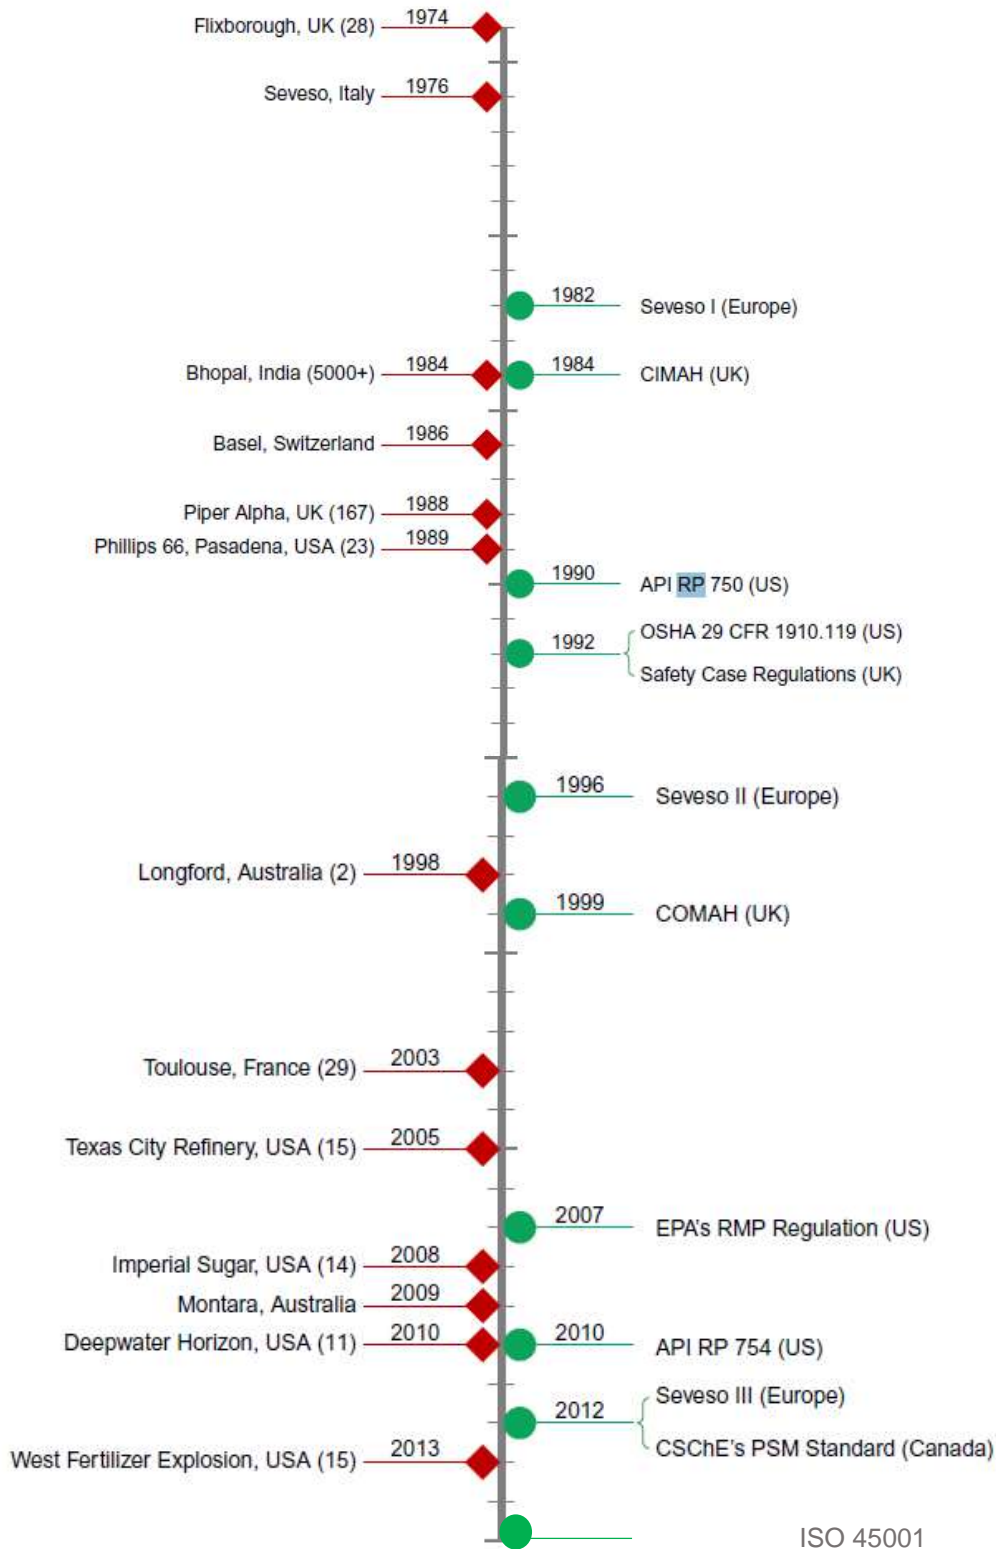 Flixborough, UK (28) 1974
Seveso, Italy 1976
1982 Seveso I (Europe)
Bhopal, India (5000+) 1984 1984 CIMAH (UK)
Basel, Switzerland 1986
Piper Alpha, UK (167) 1988
Phillips 66, Pasadena, USA (23) 1989
1990 API RP 750 (US)
1992 OSHA 29 CFR 1910.119 (US)
Safety Case Regulations (UK)
1996 Seveso II (Europe)
Longford, Australia (2) 1998
1999 COMAH (UK)
Toulouse, France (29) 2003
Texas City Refinery, USA (15) 2005
2007 EPA's RMP Regulation (US)
Imperial Sugar, USA (14) 2008
Montara, Australia 2009
Deepwater Horizon, USA (11) 2010 2010 API RP 754 (US)
2012 Seveso III (Europe)
CSChE's PSM Standard (Canada)
West Fertilizer Explosion, USA (15) 2013
ISO 45001